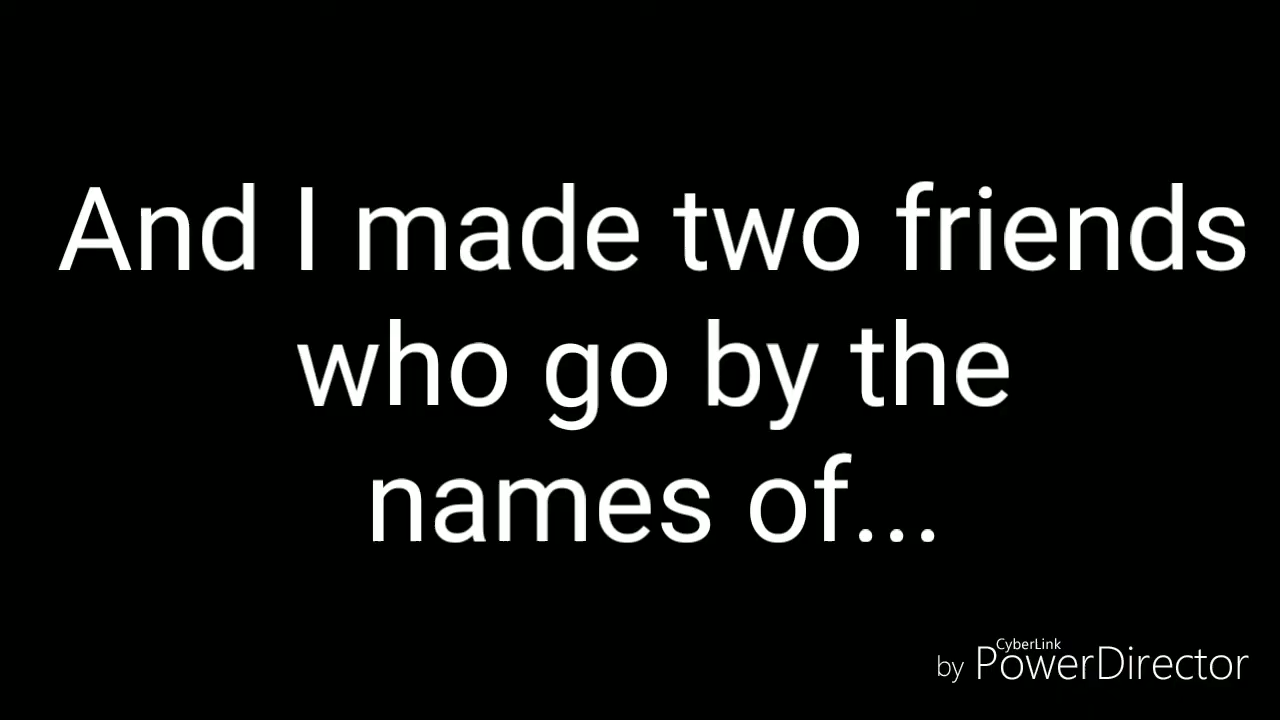 And I made two friends
who go by the
names of...
CyberLink
by PowerDirector